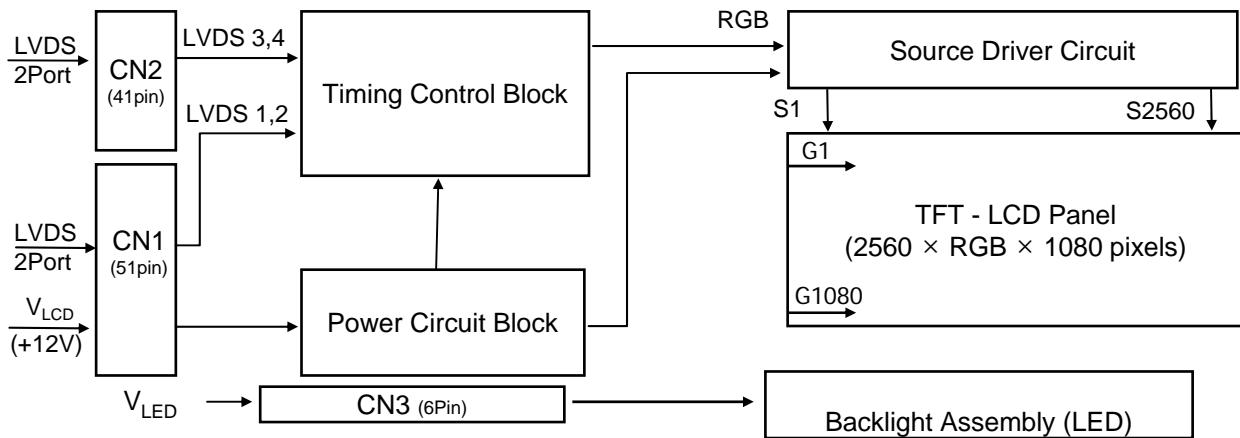 LVDS
2Port
CN2
(41pin)
LVDS 3,4
LVDS 1,2
Timing Control Block
RGB
Source Driver Circuit
S1
S2560
G1
TFT - LCD Panel
(2560 × RGB × 1080 pixels)
G1080
LVDS
2Port
CN1
(51pin)
VLCD
(+12V)
Power Circuit Block
VLED
CN3 (6Pin)
Backlight Assembly (LED)